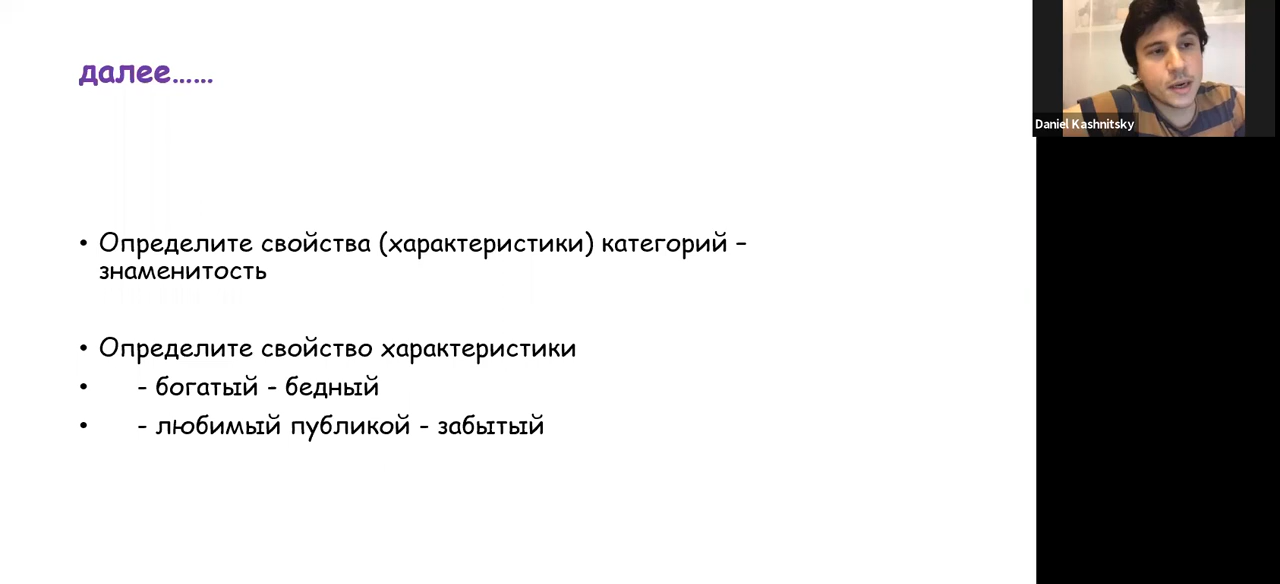 далее……
Daniel Kashnitsky
• Определите свойства (характеристики) категорий –
знаменитость
• Определите свойство характеристики
• - богатый - бедный
• - любимый публикой - забытый